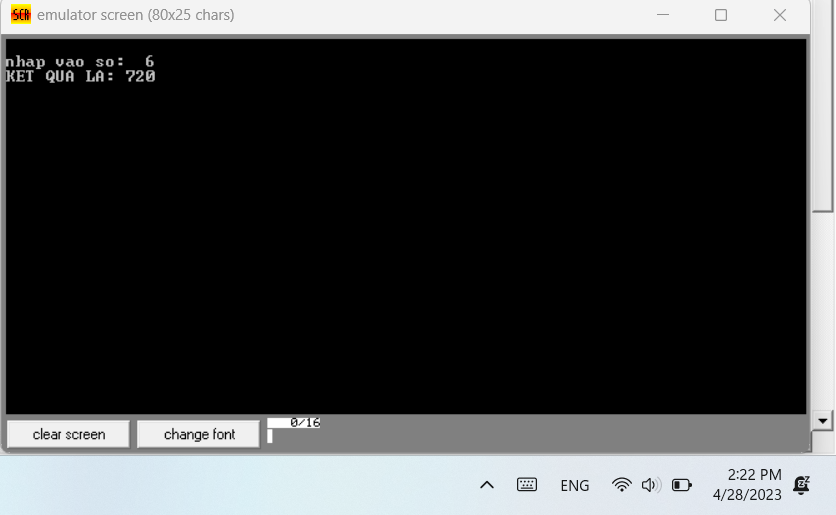 SCR emulator screen (80x25 chars)
nhap vao so:  6
KET QUA LA: 720
clear screen
change font
0/16
ENG
2:22 PM
4/28/2023